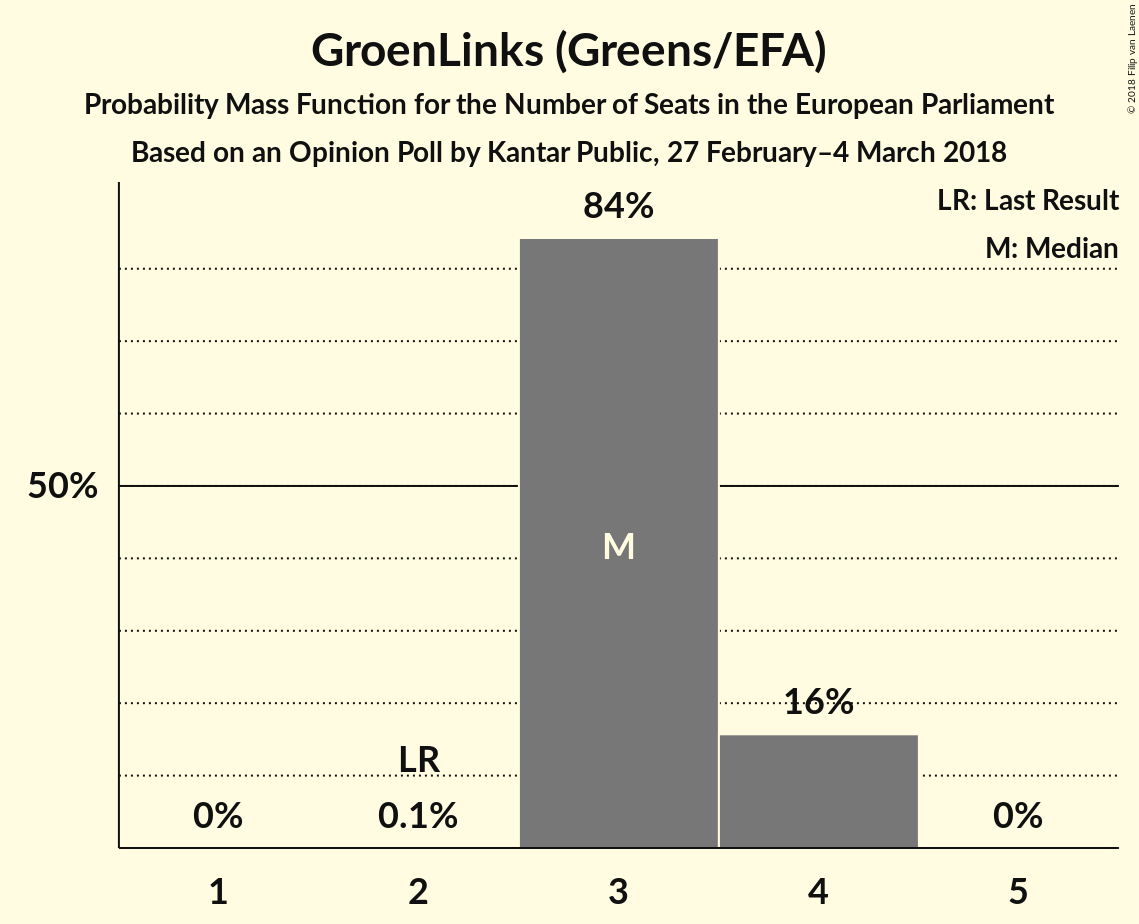 GroenLinks (Greens/EFA)
Probability Mass Function for the Number of Seats in the European Parliament
Based on an Opinion Poll by Kantar Public, 27 February–4 March 2018
© 2018 Filip van Laenen
LR: Last Result
M: Median
84%
50%
M
16%
LR
0%
0.1%
0%
1
2
3
4
5